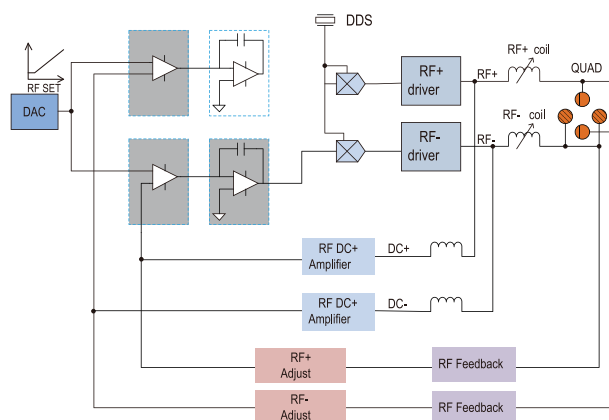 DDS
RF SET
DAC
RF+
driver
RF+
RF+ coil
QUAD
RF-
driver
RF-
RF- coil
RF DC+
Amplifier
DC+
RF DC+
Amplifier
DC-
RF+
Adjust
RF Feedback
RF-
Adjust
RF Feedback